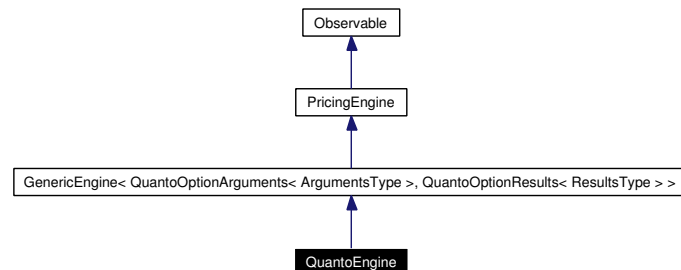 Observable
PricingEngine
GenericEngine< QuantoOptionArguments< ArgumentsType >, QuantoOptionResults< ResultsType > >
QuantoEngine